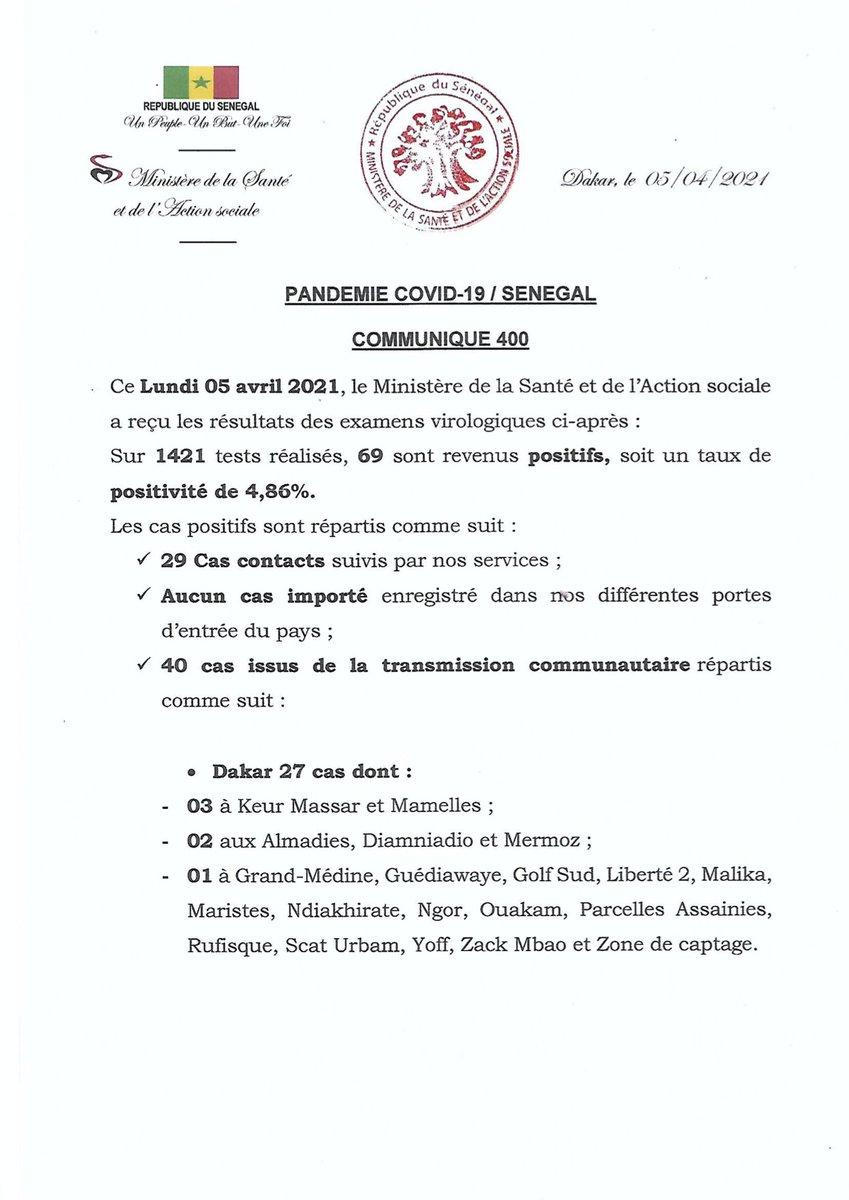 REPUBLIQUE DU SENEGAL
Un Peuple-Un But-Une Foi
Ministère de la Santé
et de l'Action sociale
★ République du Sénégal ★
MINISTÈRE DE LA SANTÉ ET DE L'ACTION SOCIALE
Dakar, le 05/04/2021
PANDEMIE COVID-19 / SENEGAL
COMMUNIQUE 400
Ce Lundi 05 avril 2021, le Ministère de la Santé et de l'Action sociale
a reçu les résultats des examens virologiques ci-après :
Sur 1421 tests réalisés, 69 sont revenus positifs, soit un taux de
positivité de 4,86%.
Les cas positifs sont répartis comme suit :
✓ 29 Cas contacts suivis par nos services ;
✓ Aucun cas importé enregistré dans nos différentes portes
d'entrée du pays ;
✓ 40 cas issus de la transmission communautaire répartis
comme suit :
• Dakar 27 cas dont :
- 03 à Keur Massar et Mamelles ;
- 02 aux Almadies, Diamniadio et Mermoz ;
- 01 à Grand-Médine, Guédiawaye, Golf Sud, Liberté 2, Malika,
Maristes, Ndiakhirate, Ngor, Ouakam, Parcelles Assainies,
Rufisque, Scat Urbam, Yoff, Zack Mbao et Zone de captage.